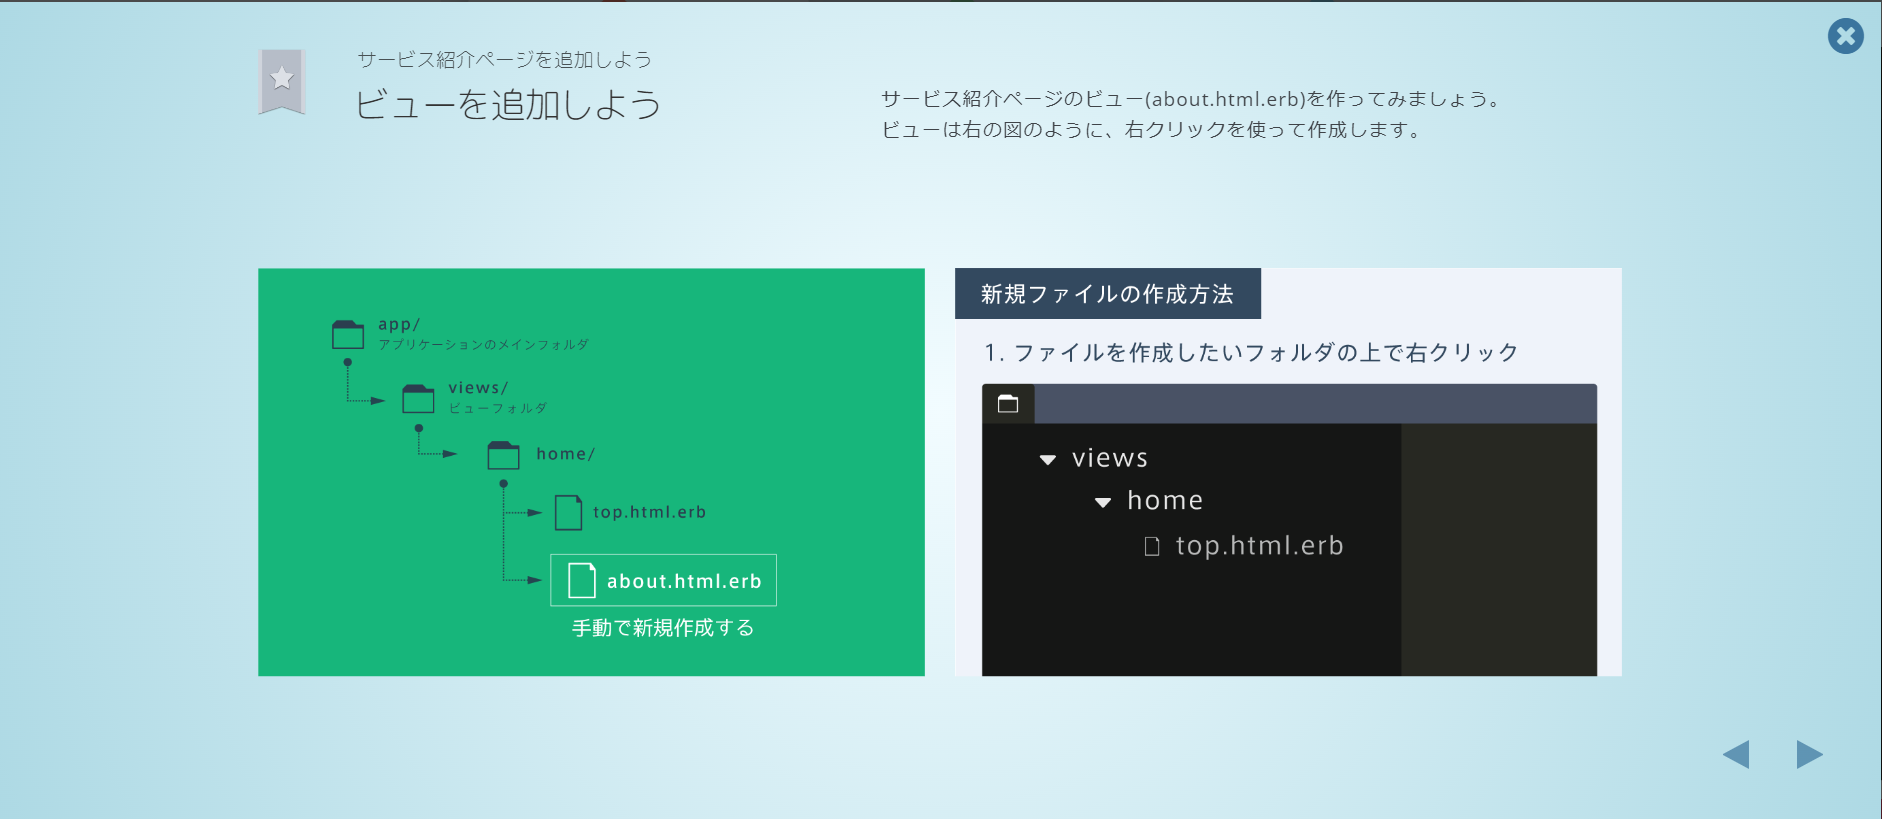 サービス紹介ページを追加しよう
ビューを追加しよう
サービス紹介ページのビュー(about.html.erb)を作ってみましょう。
ビューは右の図のように、右クリックを使って作成します。
app/
アプリケーションのメインフォルダ
views/
ビューフォルダ
home/
top.html.erb
about.html.erb
手動で新規作成する
新規ファイルの作成方法
1. ファイルを作成したいフォルダの上で右クリック
views
home
top.html.erb